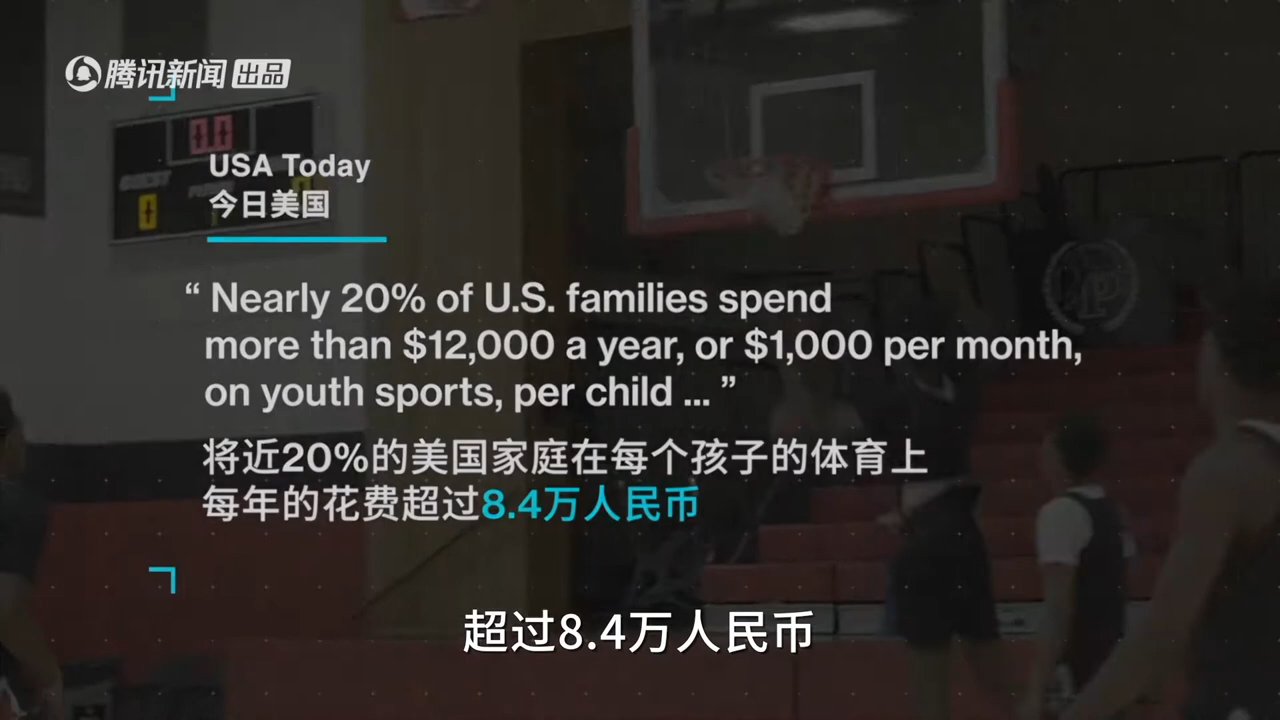 腾讯新闻 出品
GUEST
USA Today
今日美国
“ Nearly 20% of U.S. families spend
more than $12,000 a year, or $1,000 per month,
on youth sports, per child ... ”
将近20%的美国家庭在每个孩子的体育上
每年的花费超过8.4万人民币
超过8.4万人民币